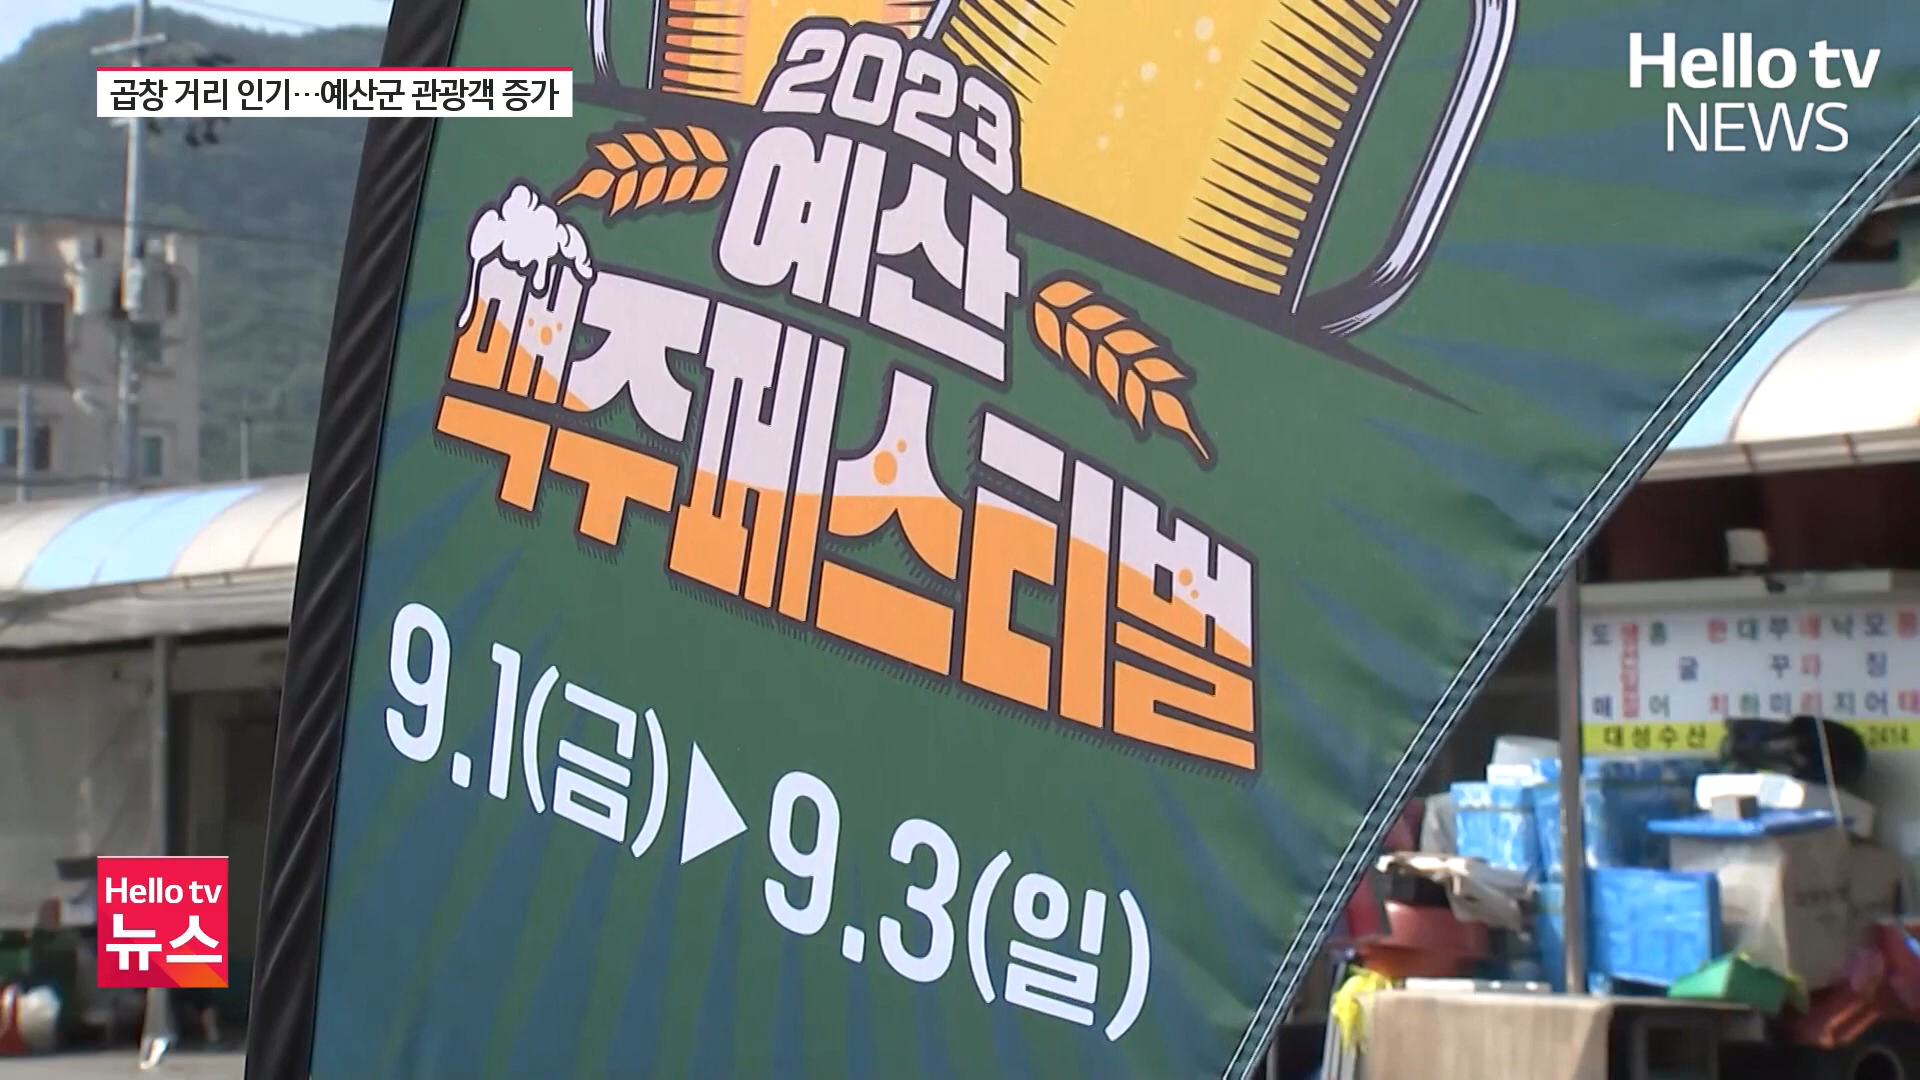 곱창 거리 인기…예산군 관광객 증가
Hello tv
NEWS
2023
예산
맥주페스티벌
9.1(금)▶9.3(일)
대성수산
2414
Hello tv
뉴스